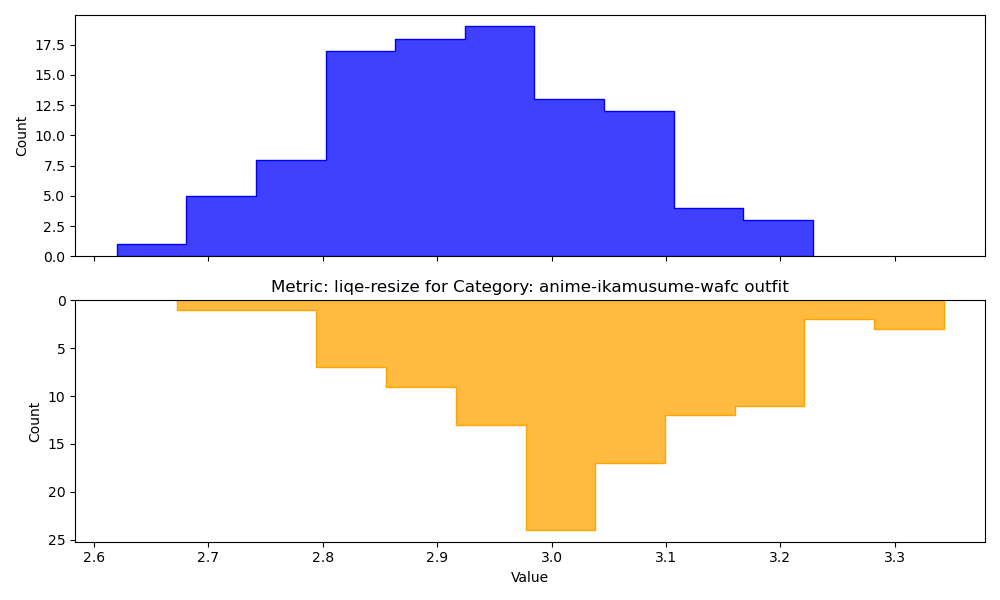 17.5
15.0
12.5
10.0
7.5
5.0
2.5
0.0
Count
Metric: liqe-resize for Category: anime-ikamusume-wafc outfit
0
5
10
15
20
25
Count
2.6 2.7 2.8 2.9 3.0 3.1 3.2 3.3
Value